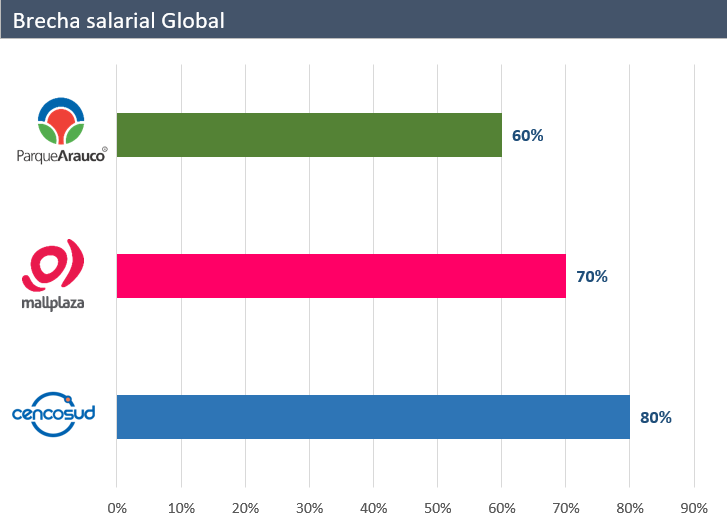 Brecha salarial Global
ParqueArauco®
60%
mallplaza
70%
cencosud
80%
0% 10% 20% 30% 40% 50% 60% 70% 80% 90%